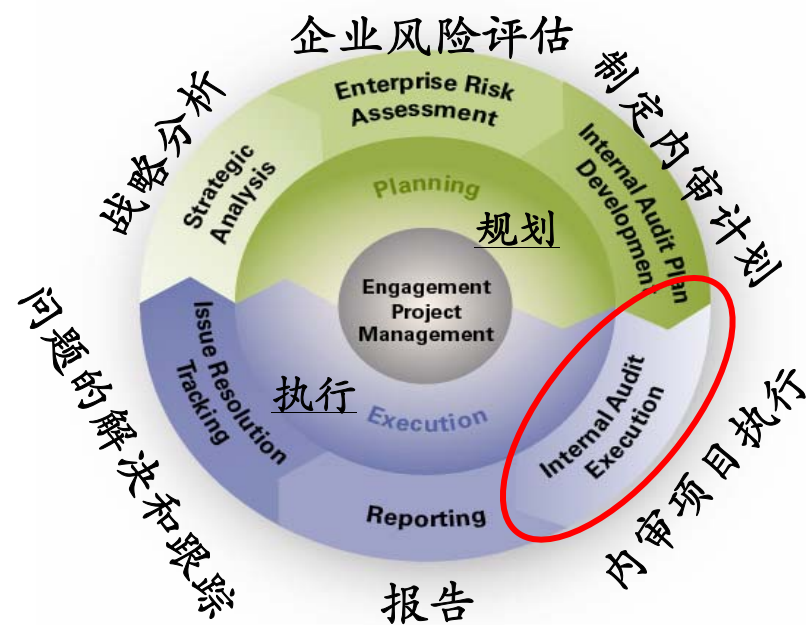 企业风险评估
Enterprise Risk
Assessment
制定内审计划
Internal Audit Plan
Development
战略分析
Strategic
Analysis
Planning
规划
Engagement
Project
Management
执行
Execution
Internal Audit
Execution
内审项目执行
Reporting
报告
Issue Resolution
Tracking
问题的解决和跟踪